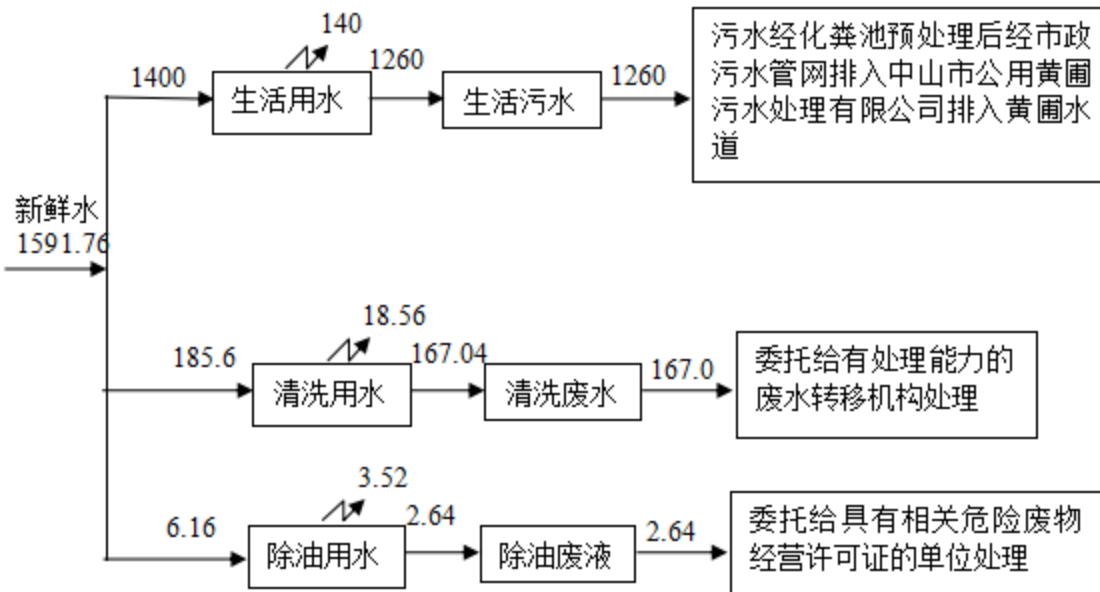 140
1400
1260
1260
生活用水
生活污水
污水经化粪池预处理后经市政
污水管网排入中山市公用黄圃
污水处理有限公司排入黄圃水
道
新鲜水
1591.76
18.56
185.6
167.04
167.0
清洗用水
清洗废水
委托给有处理能力的
废水转移机构处理
3.52
6.16
2.64
2.64
除油用水
除油废液
委托给具有相关危险废物
经营许可证的单位处理